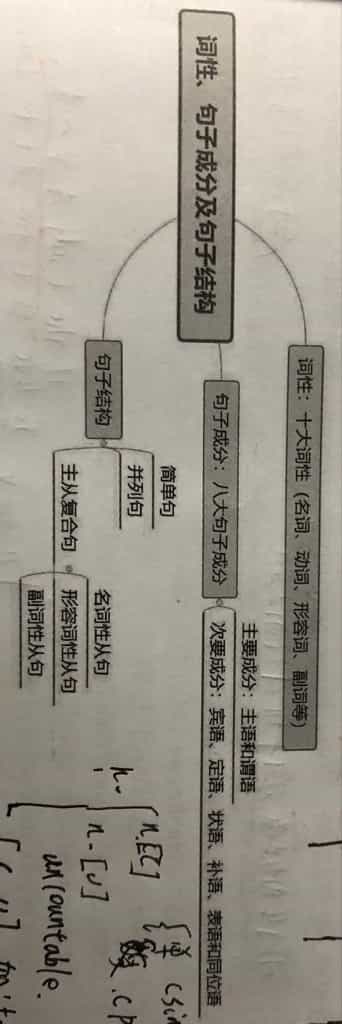 词性、句子成分及句子结构
词性：十大词性（名词、动词、形容词、副词等）
句子成分：八大句子成分
主要成分：主语和谓语
次要成分：宾语、定语、状语、补语、表语和同位语
句子结构
简单句
并列句
主从复合句
名词性从句
形容词性从句
副词性从句
n.
n.[C]
n-[U]
uncountable.
单